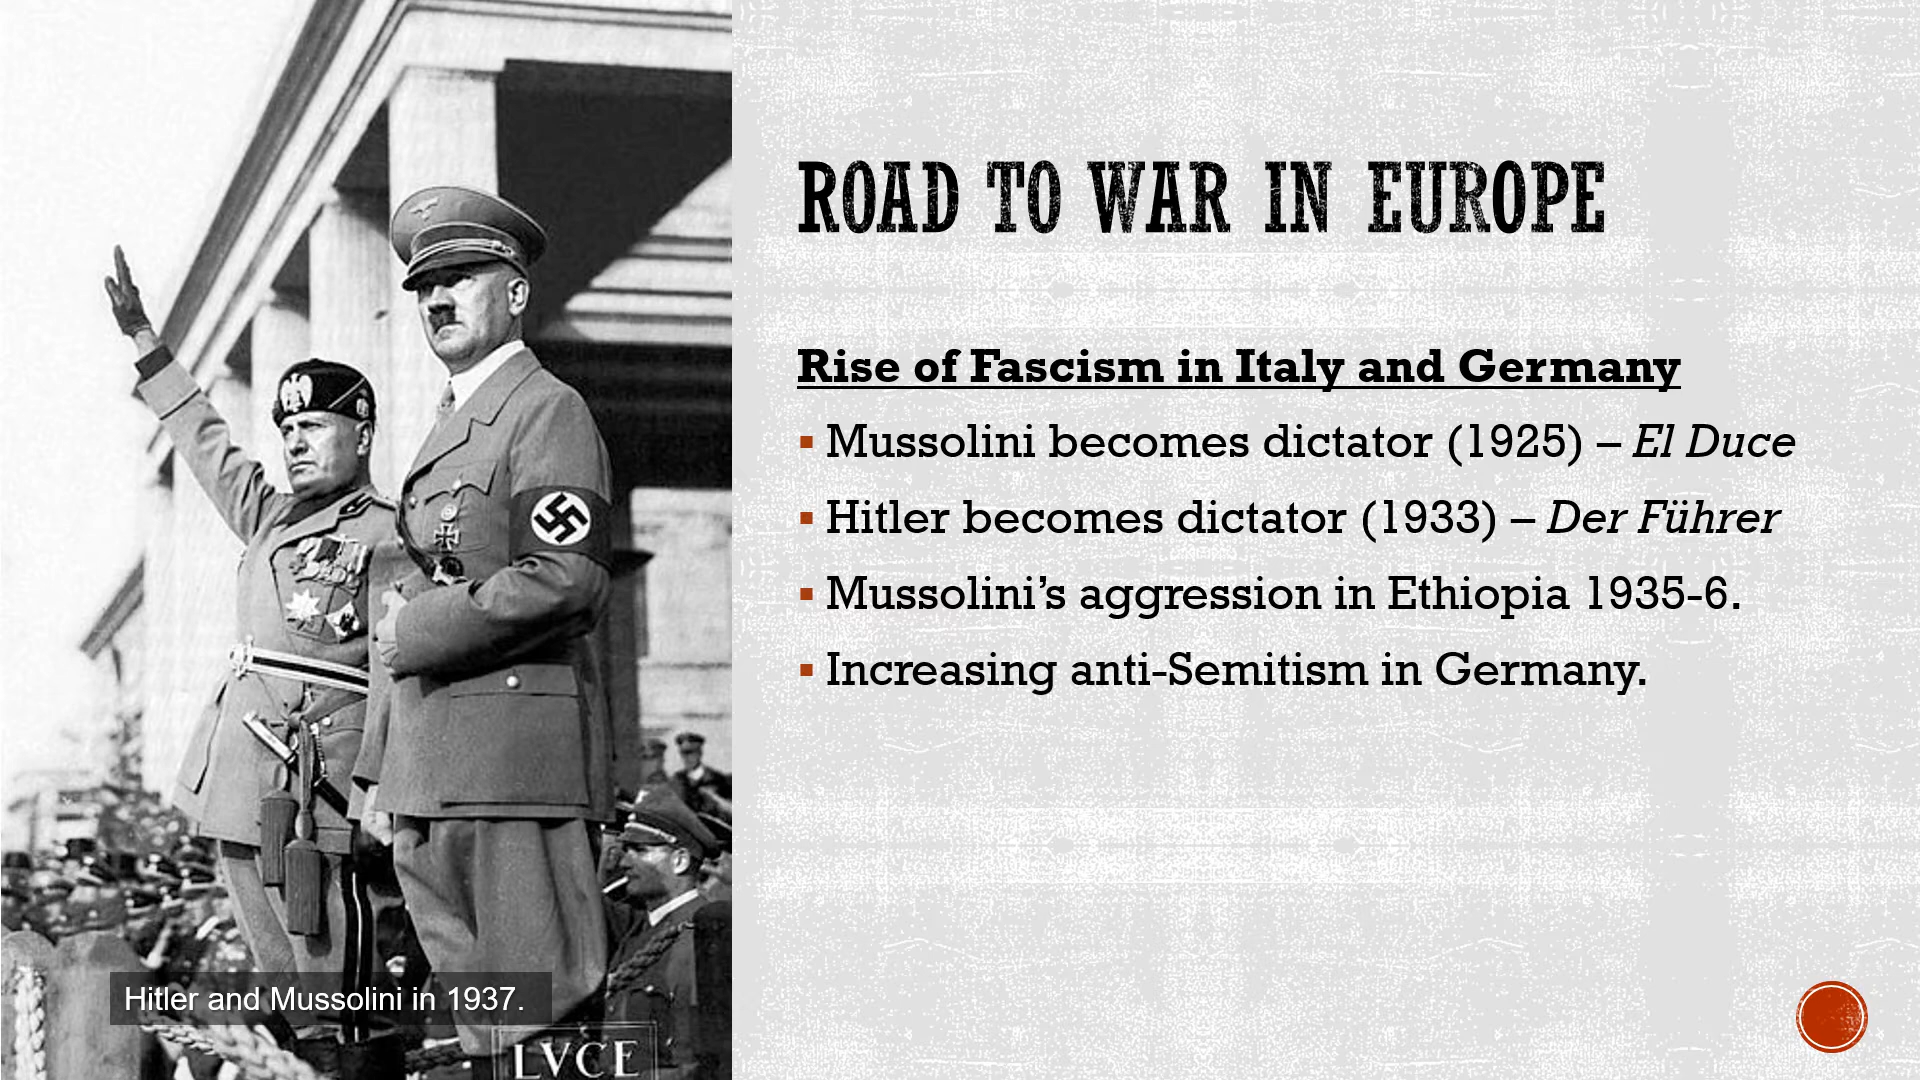 ROAD TO WAR IN EUROPE
Rise of Fascism in Italy and Germany
▪ Mussolini becomes dictator (1925) – El Duce
▪ Hitler becomes dictator (1933) – Der Führer
▪ Mussolini’s aggression in Ethiopia 1935-6.
▪ Increasing anti-Semitism in Germany.
Hitler and Mussolini in 1937.
LVCE